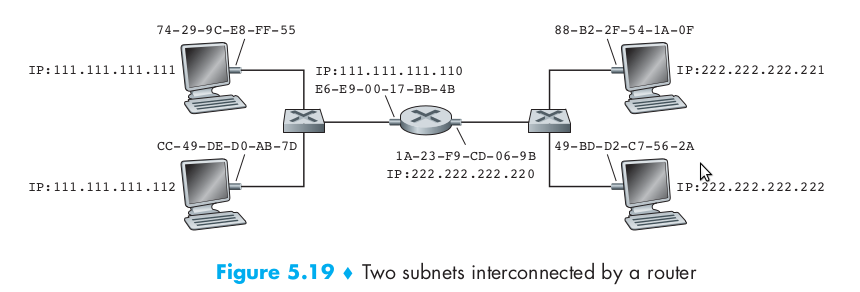 74-29-9C-E8-FF-55
88-B2-2F-54-1A-0F
IP:111.111.111.111
IP:111.111.111.110
IP:222.222.222.221
E6-E9-00-17-BB-4B
CC-49-DE-D0-AB-7D
1A-23-F9-CD-06-9B
49-BD-D2-C7-56-2A
IP:222.222.222.220
IP:111.111.111.112
IP:222.222.222.222
Figure 5.19 ♦ Two subnets interconnected by a router